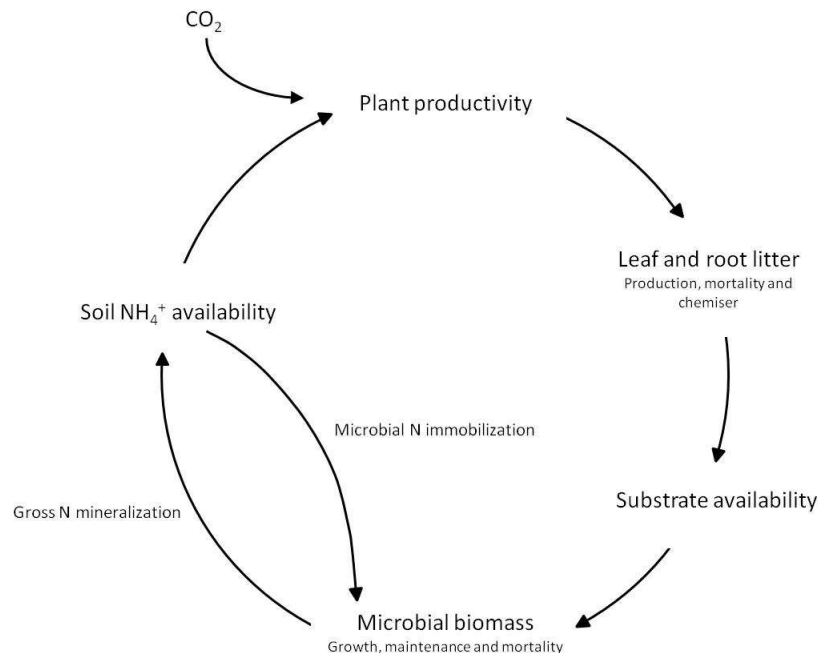 CO₂
Plant productivity
Leaf and root litter
Production, mortality and
chemiser
Soil NH₄⁺ availability
Microbial N immobilization
Substrate availability
Gross N mineralization
Microbial biomass
Growth, maintenance and mortality